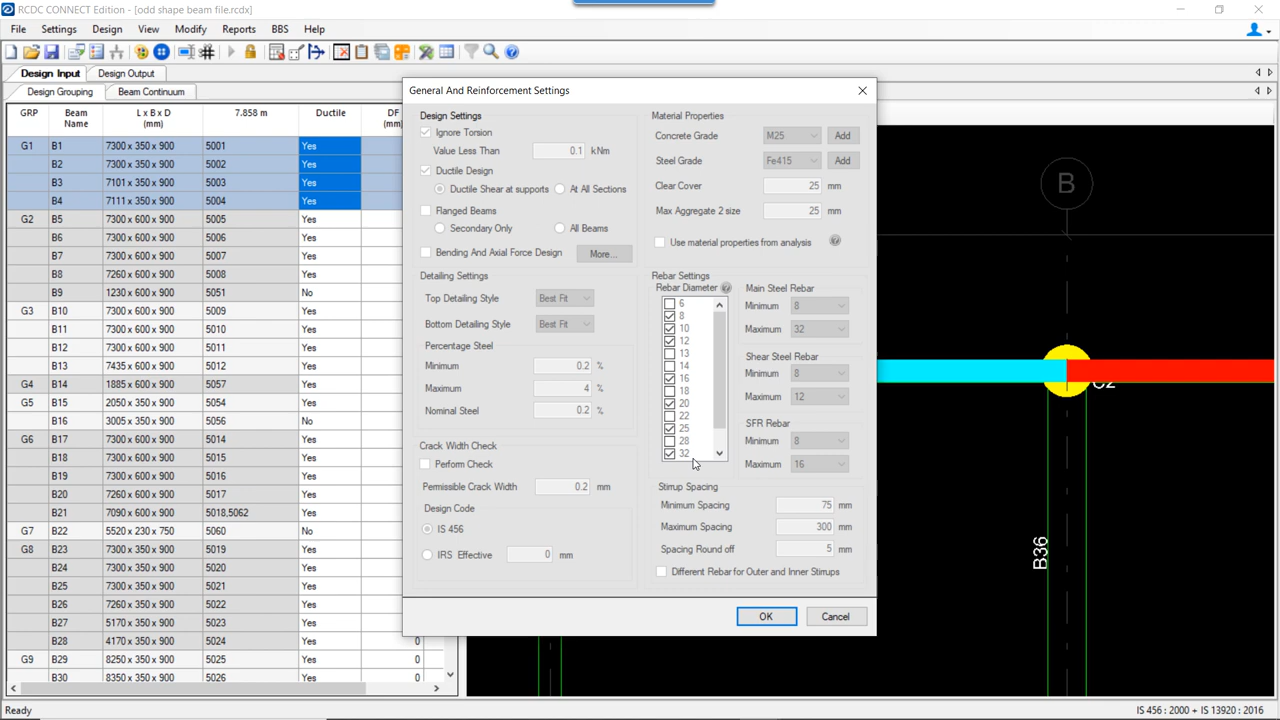 RCDC CONNECT Edition - [odd shape beam file.rcdx]
File Settings Design View Modify Reports BBS Help
Design Input Design Output
Design Grouping Beam Continuum
GRP Beam Name L x B x D (mm) 7.858 m Ductile DF (mm)
G1 B1 7300 x 350 x 900 5001 Yes
B2 7300 x 350 x 900 5002 Yes
B3 7101 x 350 x 900 5003 Yes
B4 7111 x 350 x 900 5004 Yes
G2 B5 7300 x 600 x 900 5005 Yes
B6 7300 x 600 x 900 5006 Yes
B7 7300 x 600 x 900 5007 Yes
B8 7260 x 600 x 900 5008 Yes
B9 1230 x 600 x 900 5051 No
G3 B10 7300 x 600 x 900 5009 Yes
B11 7300 x 600 x 900 5010 Yes
B12 7300 x 600 x 900 5011 Yes
B13 7435 x 600 x 900 5012 Yes
G4 B14 1885 x 600 x 900 5057 Yes
G5 B15 2050 x 350 x 900 5054 Yes
B16 3005 x 350 x 900 5056 No
G6 B17 7300 x 600 x 900 5014 Yes
B18 7300 x 600 x 900 5015 Yes
B19 7300 x 600 x 900 5016 Yes
B20 7260 x 600 x 900 5017 Yes
B21 7090 x 600 x 900 5018,5062 Yes
G7 B22 5520 x 230 x 750 5060 No
G8 B23 7300 x 350 x 900 5019 Yes
B24 7300 x 350 x 900 5020 Yes
B25 7300 x 350 x 900 5021 Yes
B26 7260 x 350 x 900 5022 Yes
B27 5170 x 350 x 900 5023 Yes
B28 4170 x 350 x 900 5024 Yes 0
G9 B29 8250 x 350 x 900 5025 Yes 0
B30 8350 x 350 x 900 5026 Yes 0
General And Reinforcement Settings
Design Settings
Ignore Torsion
Value Less Than 0.1 kNm
Ductile Design
Ductile Shear at supports At All Sections
Flanged Beams
Secondary Only All Beams
Bending And Axial Force Design More...
Detailing Settings
Top Detailing Style Best Fit
Bottom Detailing Style Best Fit
Percentage Steel
Minimum 0.2 %
Maximum 4 %
Nominal Steel 0.2 %
Crack Width Check
Perform Check
Permissible Crack Width 0.2 mm
Design Code
IS 456
IRS Effective 0 mm
Material Properties
Concrete Grade M25 Add
Steel Grade Fe415 Add
Clear Cover 25 mm
Max Aggregate 2 size 25 mm
Use material properties from analysis
Rebar Settings
Rebar Diameter
6
8
10
12
13
14
16
18
20
22
25
28
32
Main Steel Rebar
Minimum 8
Maximum 32
Shear Steel Rebar
Minimum 8
Maximum 12
SFR Rebar
Minimum 8
Maximum 16
Stirrup Spacing
Minimum Spacing 75 mm
Maximum Spacing 300 mm
Spacing Round off 5 mm
Different Rebar for Outer and Inner Stirrups
OK Cancel
B
C2
B36
Ready IS 456 : 2000 + IS 13920 : 2016